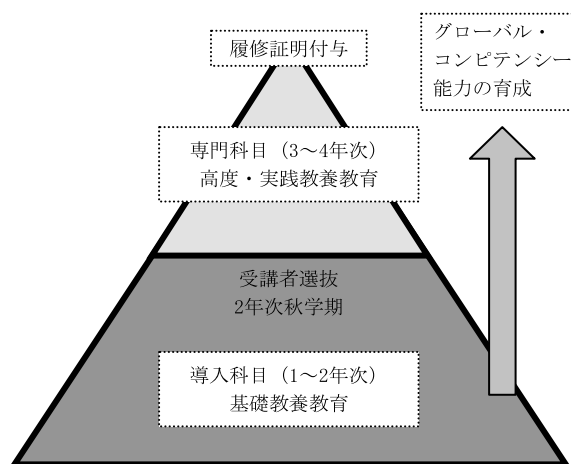 履修証明付与
グローバル・
コンピテンシー
能力の育成
専門科目（3～4年次）
高度・実践教養教育
受講者選抜
2年次秋学期
導入科目（1～2年次）
基礎教養教育